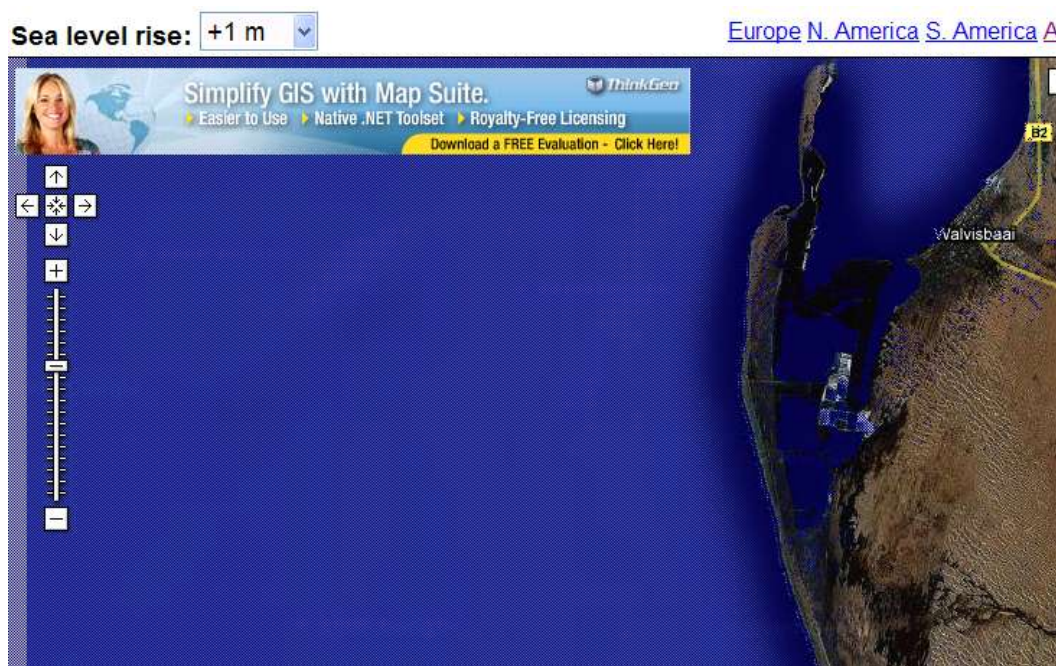 Sea level rise: +1 m
Europe N. America S. America A
Simplify GIS with Map Suite.
ThinkGeo
Easier to Use Native .NET Toolset Royalty-Free Licensing
Download a FREE Evaluation - Click Here!
B2
Walvisbaai